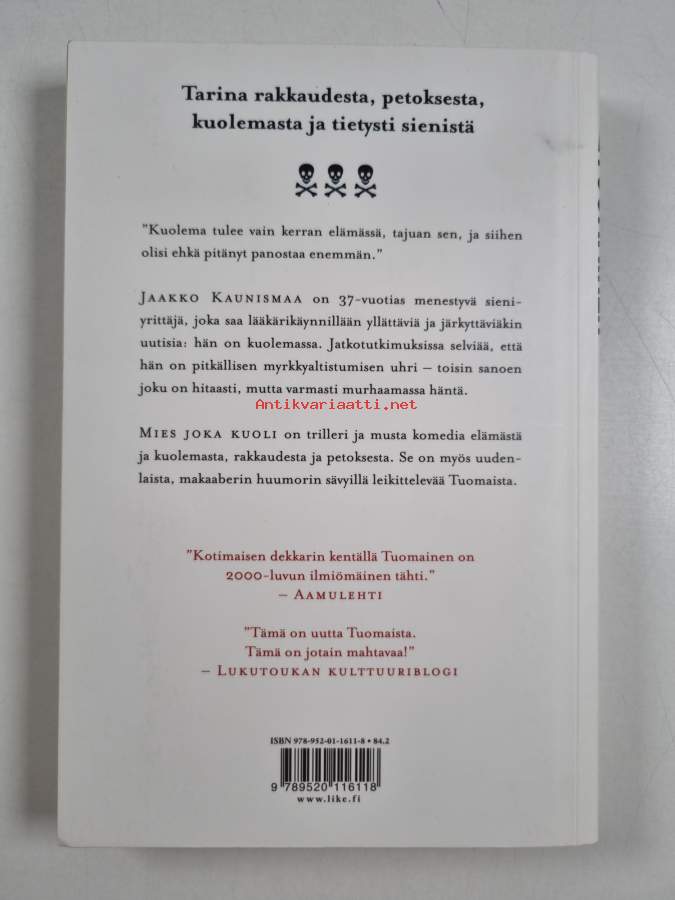 Tarina rakkaudesta, petoksesta,
kuolemasta ja tietysti sienistä
"Kuolema tulee vain kerran elämässä, tajuan sen, ja siihen
olisi ehkä pitänyt panostaa enemmän."
Jaakko Kaunismaa on 37-vuotias menestyvä sieni-
yrittäjä, joka saa lääkärikäynnillään yllättäviä ja järkyttäviäkin
uutisia: hän on kuolemassa. Jatkotutkimuksissa selviää, että
hän on pitkällisen myrkkyaltistumisen uhri – toisin sanoen
joku on hitaasti, mutta varmasti murhaamassa häntä.
Antikvariaatti.net
Mies joka kuoli on trilleri ja musta komedia elämästä
ja kuolemasta, rakkaudesta ja petoksesta. Se on myös uuden-
laista, makaaberin huumorin sävyillä leikittelevää Tuomaista.
"Kotimaisen dekkarin kentällä Tuomainen on
2000-luvun ilmiömäinen tähti."
– Aamulehti
"Tämä on uutta Tuomaista.
Tämä on jotain mahtavaa!"
– Lukutoukan kulttuuriblogi
ISBN 978-952-01-1611-8 • 84.2
9 789520 116118
www.like.fi